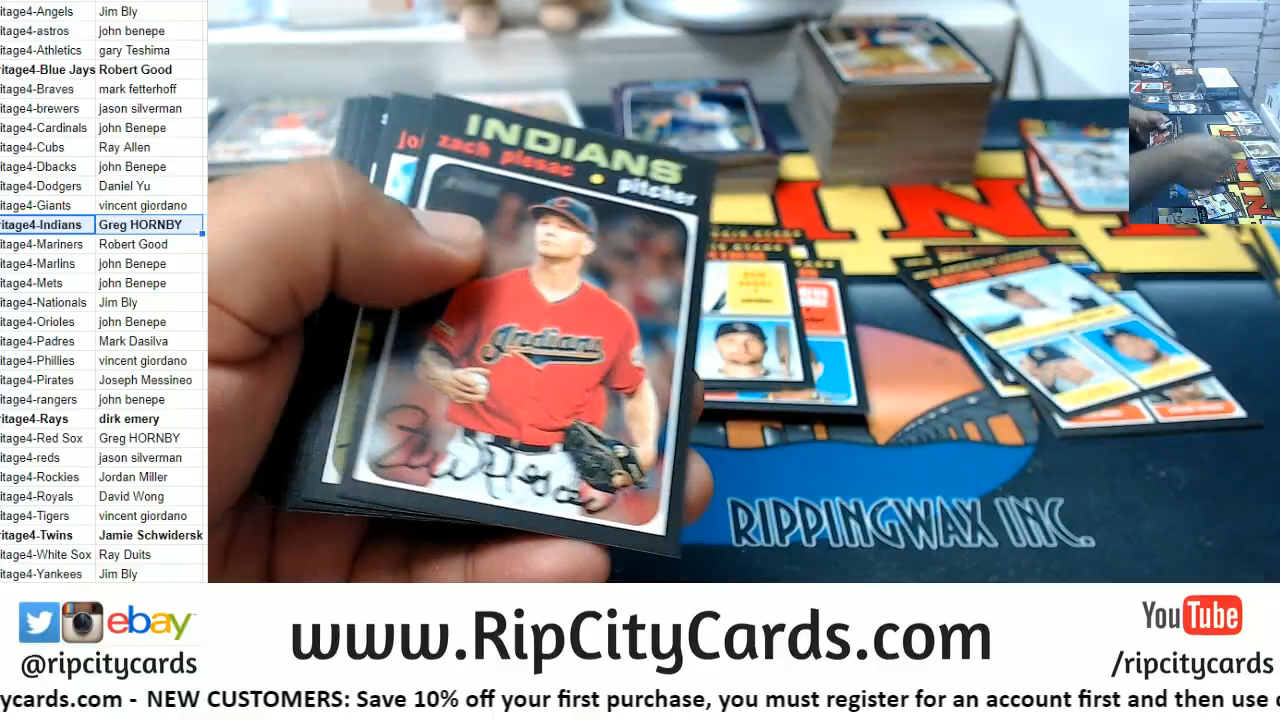 itage4-Angels Jim Bly
itage4-astros john benepe
itage4-Athletics gary Teshima
itage4-Blue Jays Robert Good
itage4-Braves mark fetterhoff
itage4-brewers jason silverman
itage4-Cardinals john Benepe
itage4-Cubs Ray Allen
itage4-Dbacks john Benepe
itage4-Dodgers Daniel Yu
itage4-Giants vincent giordano
itage4-Indians Greg HORNBY
itage4-Mariners Robert Good
itage4-Marlins john Benepe
itage4-Mets john Benepe
itage4-Nationals Jim Bly
itage4-Orioles john Benepe
itage4-Padres Mark Dasilva
itage4-Phillies vincent giordano
itage4-Pirates Joseph Messineo
itage4-rangers john benepe
itage4-Rays dirk emery
itage4-Red Sox Greg HORNBY
itage4-reds jason silverman
itage4-Rockies Jordan Miller
itage4-Royals David Wong
itage4-Tigers vincent giordano
itage4-Twins Jamie Schwidersk
itage4-White Sox Ray Duits
itage4-Yankees Jim Bly
INDIANS
zach plesac • pitcher
jo
Indians
RIPPINGWAX INC.
ebay
@ripcitycards
www.RipCityCards.com
YouTube
/ripcitycards
ycards.com - NEW CUSTOMERS: Save 10% off your first purchase, you must register for an account first and then use